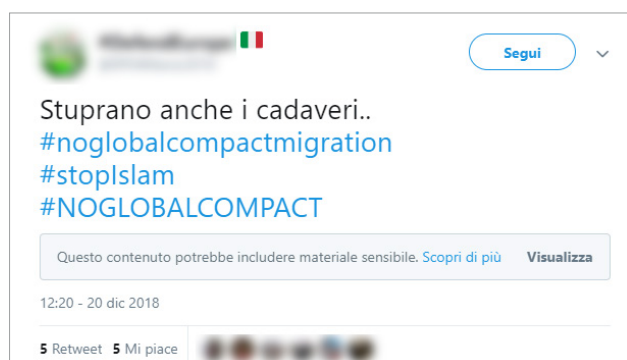 Segui
Stuprano anche i cadaveri..
#noglobalcompactmigration
#stopIslam
#NOGLOBALCOMPACT
Questo contenuto potrebbe includere materiale sensibile. Scopri di più Visualizza
12:20 - 20 dic 2018
5 Retweet 5 Mi piace